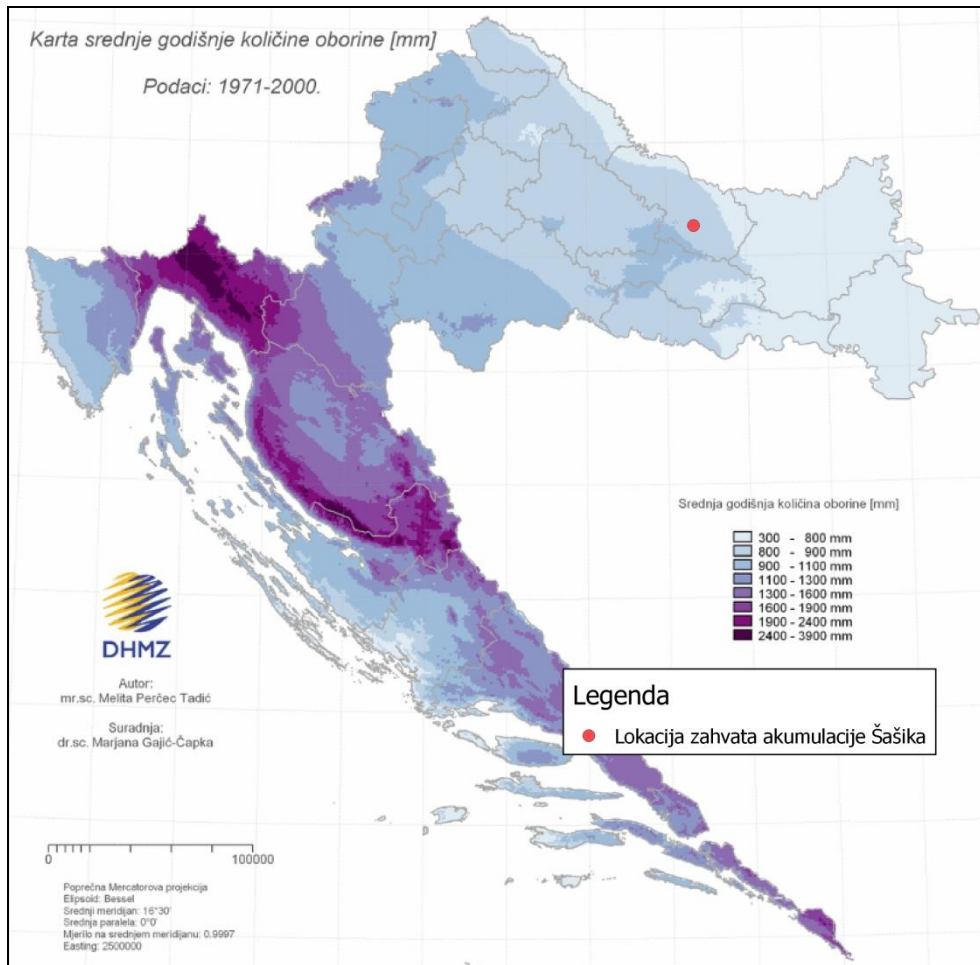 Karta srednje godišnje količine oborine [mm]
Podaci: 1971-2000.
Srednja godišnja količina oborine [mm]
300 - 800 mm
800 - 900 mm
900 - 1100 mm
1100 - 1300 mm
1300 - 1600 mm
1600 - 1900 mm
1900 - 2400 mm
2400 - 3900 mm
DHMZ
Autor:
mr.sc. Melita Perčec Tadić
Suradnja:
dr.sc. Marjana Gajić-Čapka
Legenda
Lokacija zahvata akumulacije Šašika
0 100000
Poprečna Mercatorova projekcija
Elipsoid: Bessel
Srednji meridijan: 16°30'
Srednja paralela: 0°0'
Mjerilo na srednjem meridijanu: 0.9997
Easting: 2500000